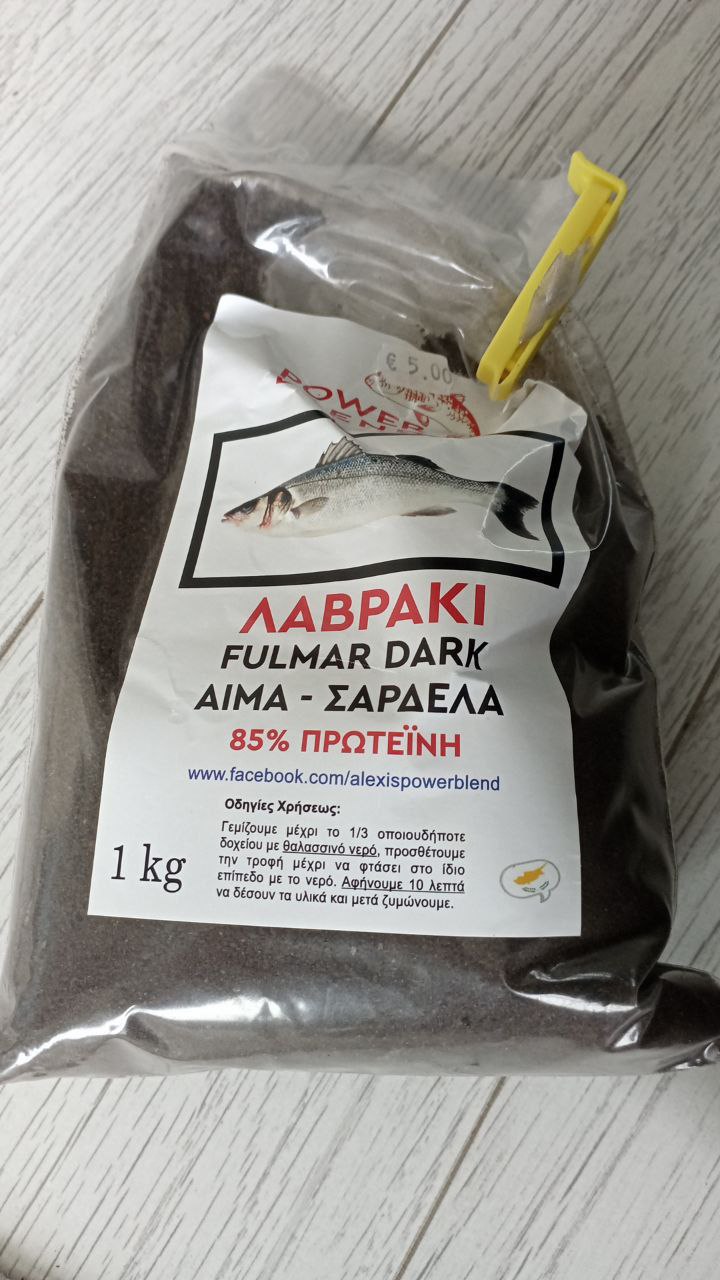 € 5.00
POWER
ΛΑΒΡΑΚΙ
FULMAR DARK
ΑΙΜΑ - ΣΑΡΔΕΛΑ
85% ΠΡΩΤΕΪΝΗ
www.facebook.com/alexispowerblend
Οδηγίες Χρήσεως:
Γεμίζουμε μέχρι το 1/3 οποιουδήποτε
δοχείου με θαλασσινό νερό, προσθέτουμε
την τροφή μέχρι να φτάσει στο ίδιο
επίπεδο με το νερό. Αφήνουμε 10 λεπτά
να δέσουν τα υλικά και μετά ζυμώνουμε.
1 kg